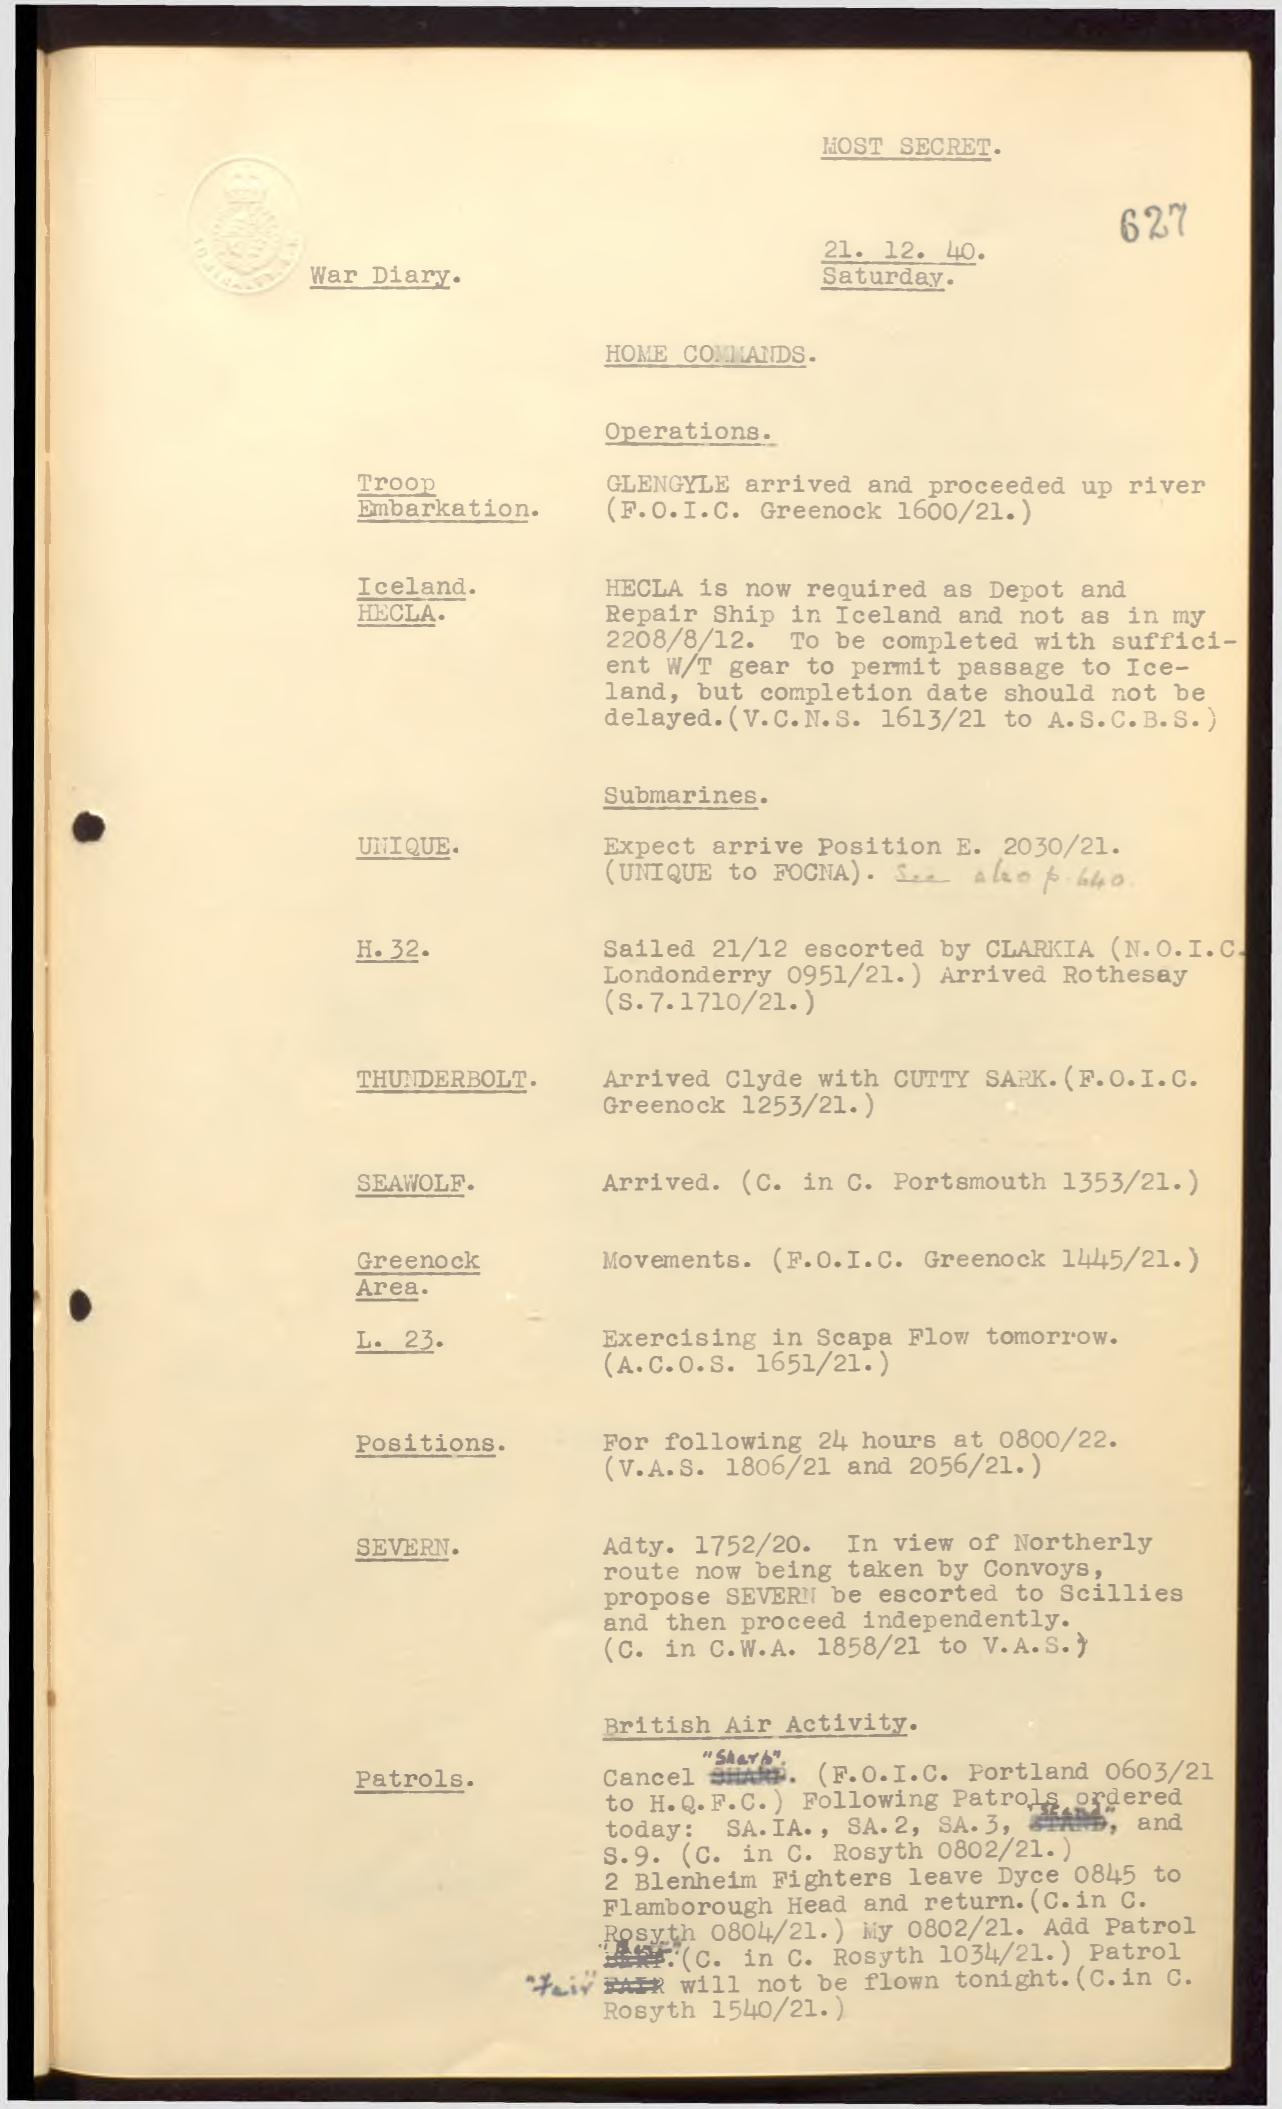 MOST SECRET.
627
21. 12. 40.
Saturday.
War Diary.
HOME COMMANDS.
Operations.
Troop
Embarkation.
GLENGYLE arrived and proceeded up river
(F.O.I.C. Greenock 1600/21.)
Iceland.
HECLA.
HECLA is now required as Depot and
Repair Ship in Iceland and not as in my
2208/8/12. To be completed with suffici-
ent W/T gear to permit passage to Ice-
land, but completion date should not be
delayed.(V.C.N.S. 1613/21 to A.S.C.B.S.)
Submarines.
UNIQUE.
Expect arrive Position E. 2030/21.
(UNIQUE to FOCNA). See also p. 640.
H.32.
Sailed 21/12 escorted by CLARKIA (N.O.I.C.
Londonderry 0951/21.) Arrived Rothesay
(S.7.1710/21.)
THUNDERBOLT.
Arrived Clyde with CUTTY SARK.(F.O.I.C.
Greenock 1253/21.)
SEAWOLF.
Arrived. (C. in C. Portsmouth 1353/21.)
Greenock
Area.
Movements. (F.O.I.C. Greenock 1445/21.)
L. 23.
Exercising in Scapa Flow tomorrow.
(A.C.O.S. 1651/21.)
Positions.
For following 24 hours at 0800/22.
(V.A.S. 1806/21 and 2056/21.)
SEVERN.
Adty. 1752/20. In view of Northerly
route now being taken by Convoys,
propose SEVERN be escorted to Scillies
and then proceed independently.
(C. in C.W.A. 1858/21 to V.A.S.)
British Air Activity.
Patrols.
"Sharp".
Cancel SHARP. (F.O.I.C. Portland 0603/21
to H.Q.F.C.) Following Patrols ordered
"Stand"
today: SA.IA., SA.2, SA.3, STAND, and
S.9. (C. in C. Rosyth 0802/21.)
2 Blenheim Fighters leave Dyce 0845 to
Flamborough Head and return.(C.in C.
Rosyth 0804/21.) My 0802/21. Add Patrol
(C. in C. Rosyth 1034/21.) Patrol
"Fair" FAIR will not be flown tonight.(C.in C.
Rosyth 1540/21.)